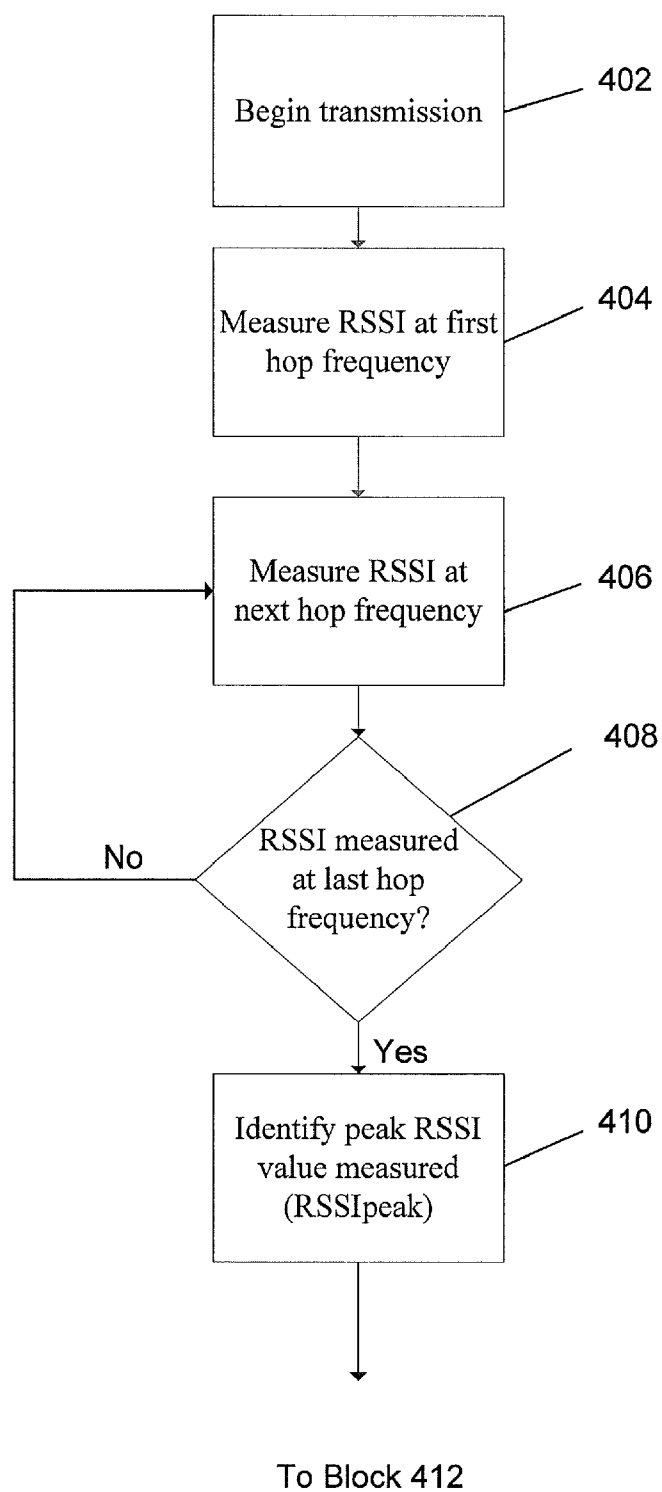 Begin transmission
402
Measure RSSI at first
hop frequency
404
Measure RSSI at
next hop frequency
406
RSSI measured
at last hop
frequency?
408
No
Yes
Identify peak RSSI
value measured
(RSSIpeak)
410
To Block 412